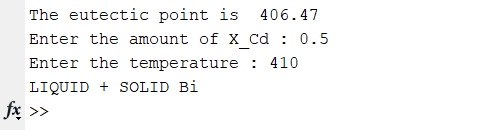 The eutectic point is  406.47
Enter the amount of X_Cd : 0.5
Enter the temperature : 410
LIQUID + SOLID Bi
fx >>